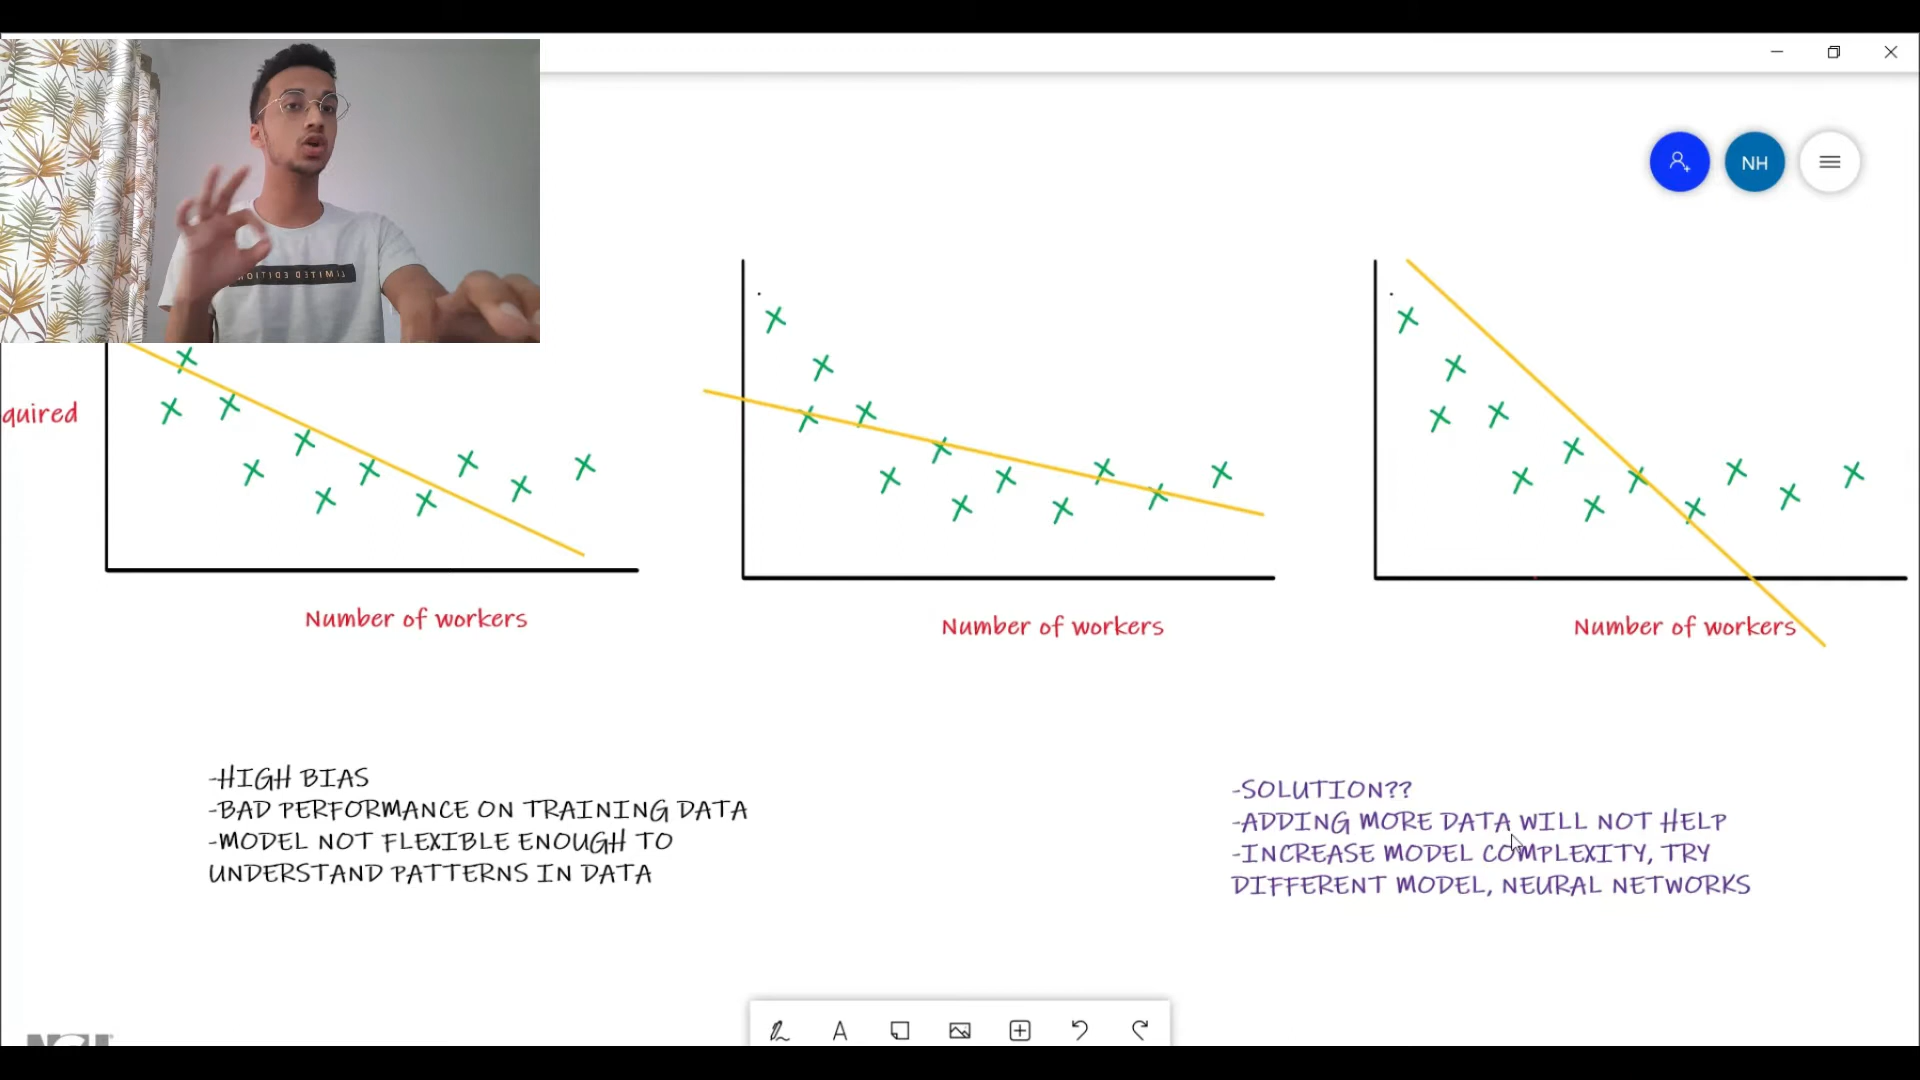 LIMITED EDITION
NH
quired
Number of workers
Number of workers
Number of workers
-HIGH BIAS
-BAD PERFORMANCE ON TRAINING DATA
-MODEL NOT FLEXIBLE ENOUGH TO
UNDERSTAND PATTERNS IN DATA
-SOLUTION??
-ADDING MORE DATA WILL NOT HELP
-INCREASE MODEL COMPLEXITY, TRY
DIFFERENT MODEL, NEURAL NETWORKS
A